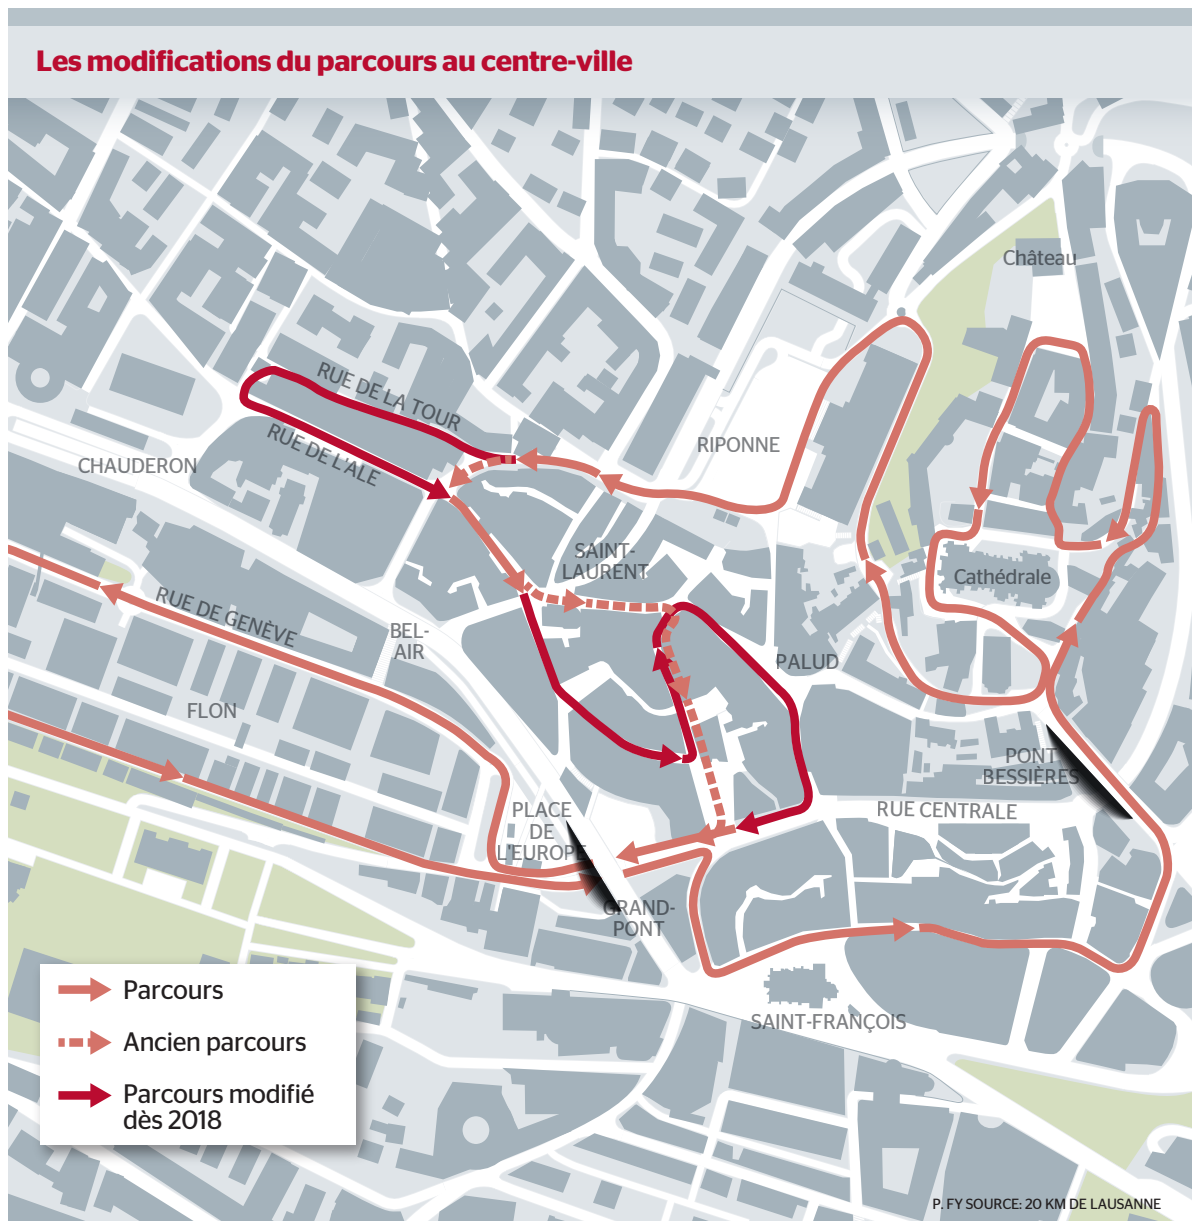 Les modifications du parcours au centre-ville
Château
RUE DE LA TOUR
RUE DE L'ALE
RIPONNE
CHAUDERON
SAINT-
LAURENT
Cathédrale
RUE DE GENÈVE
BEL-
AIR
PALUD
FLON
PONT
BESSIÈRES
PLACE
DE
L'EUROPE
RUE CENTRALE
GRAND-
PONT
SAINT-FRANÇOIS
Parcours
Ancien parcours
Parcours modifié
dès 2018
P. FY SOURCE: 20 KM DE LAUSANNE